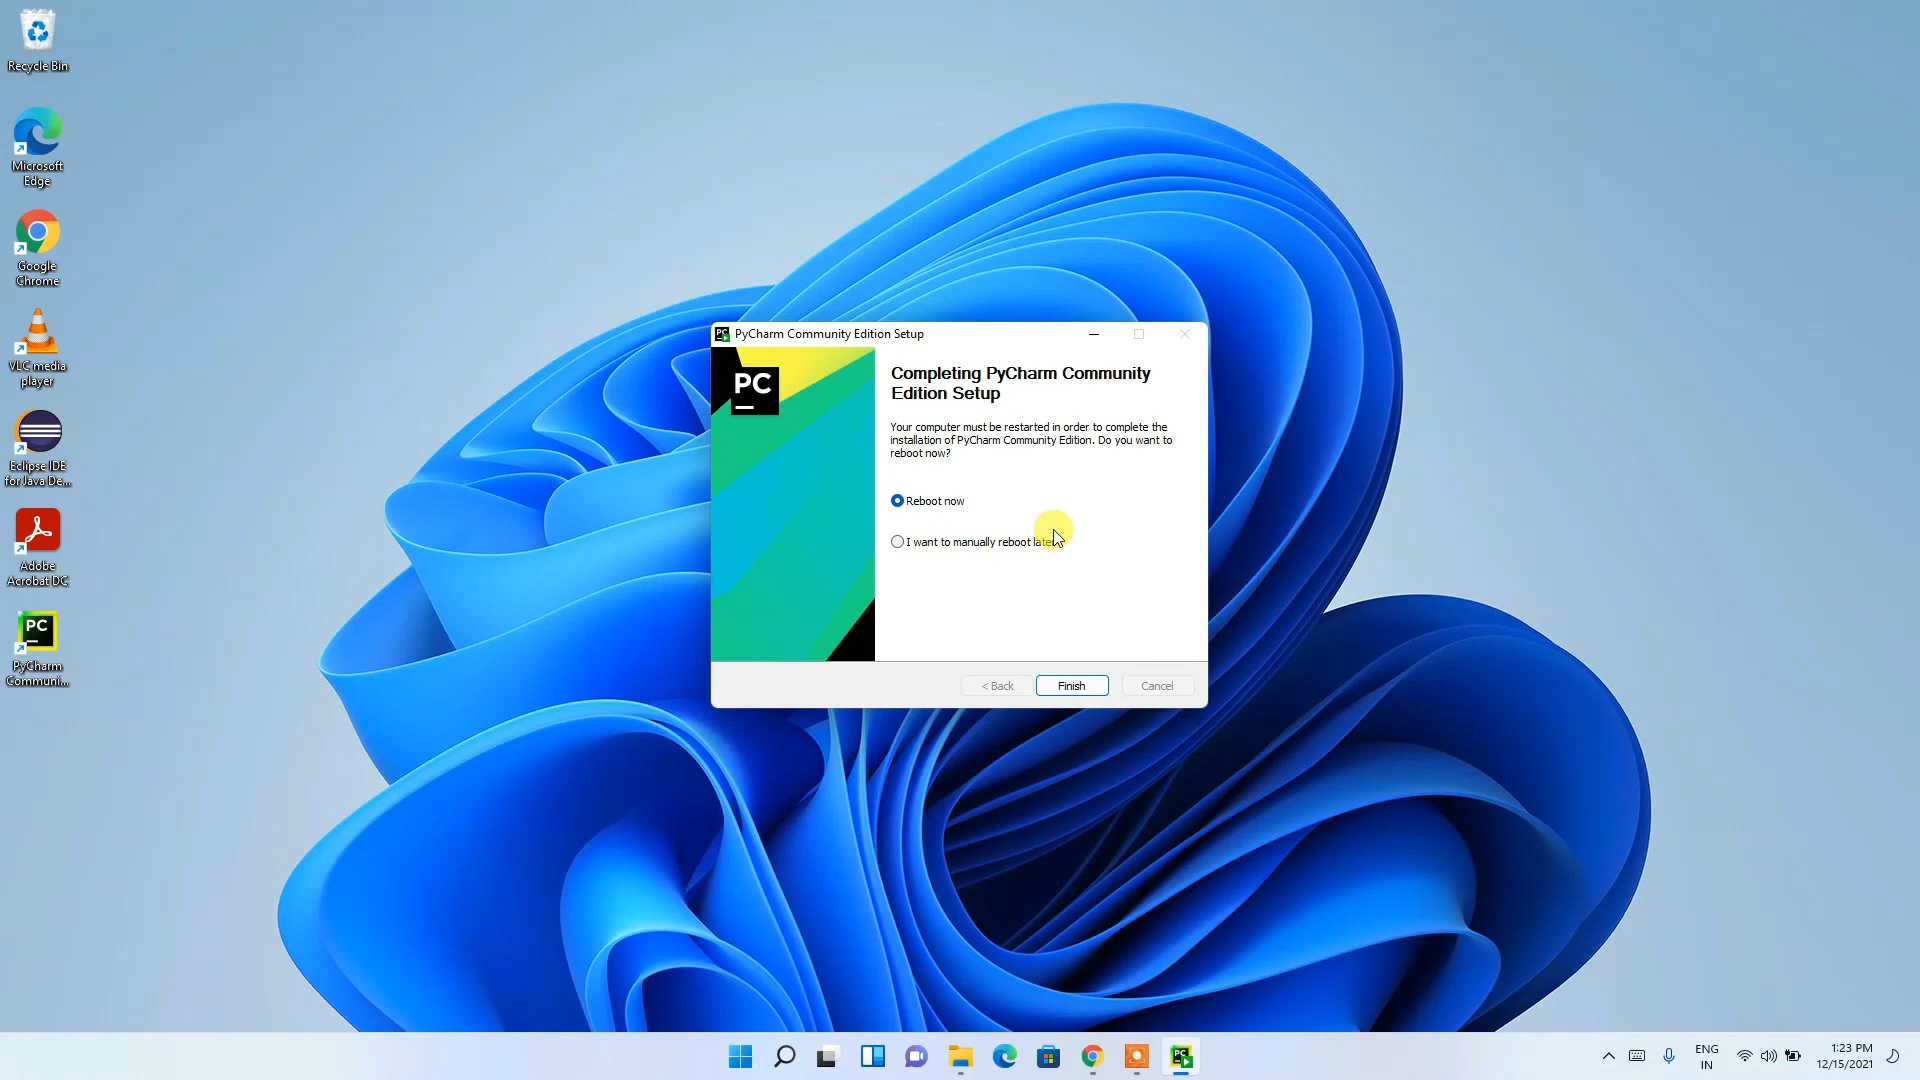 Recycle Bin
Microsoft
Edge
Google
Chrome
VLC media
player
Eclipse IDE
for Java De...
Adobe
Acrobat DC
PC
PyCharm
Communi...
PC
PyCharm Community Edition Setup
PC
Completing PyCharm Community
Edition Setup
Your computer must be restarted in order to complete the
installation of PyCharm Community Edition. Do you want to
reboot now?
Reboot now
I want to manually reboot later
< Back
Finish
Cancel
PC
ENG
IN
1:23 PM
12/15/2021